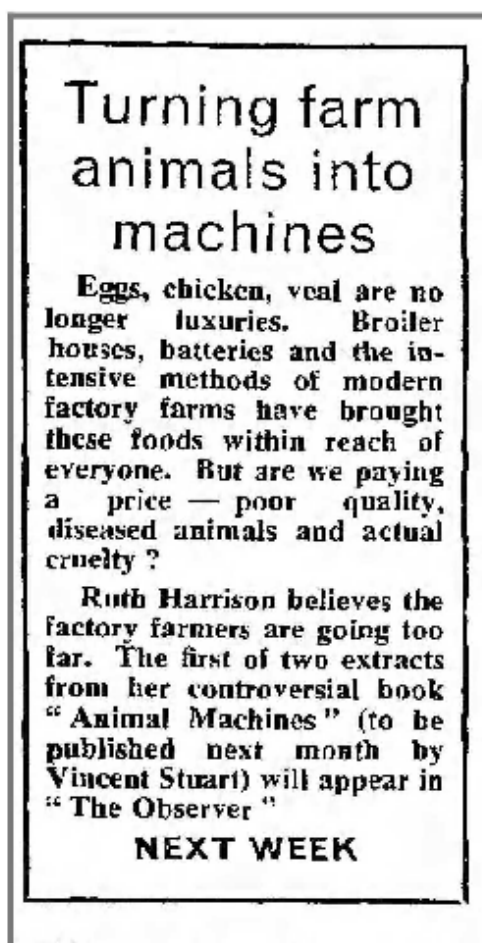 Turning farm
animals into
machines
Eggs, chicken, veal are no
longer luxuries. Broiler
houses, batteries and the in-
tensive methods of modern
factory farms have brought
these foods within reach of
everyone. But are we paying
a price — poor quality,
diseased animals and actual
cruelty ?
Ruth Harrison believes the
factory farmers are going too
far. The first of two extracts
from her controversial book
“ Animal Machines ” (to be
published next month by
Vincent Stuart) will appear in
“ The Observer ”
NEXT WEEK